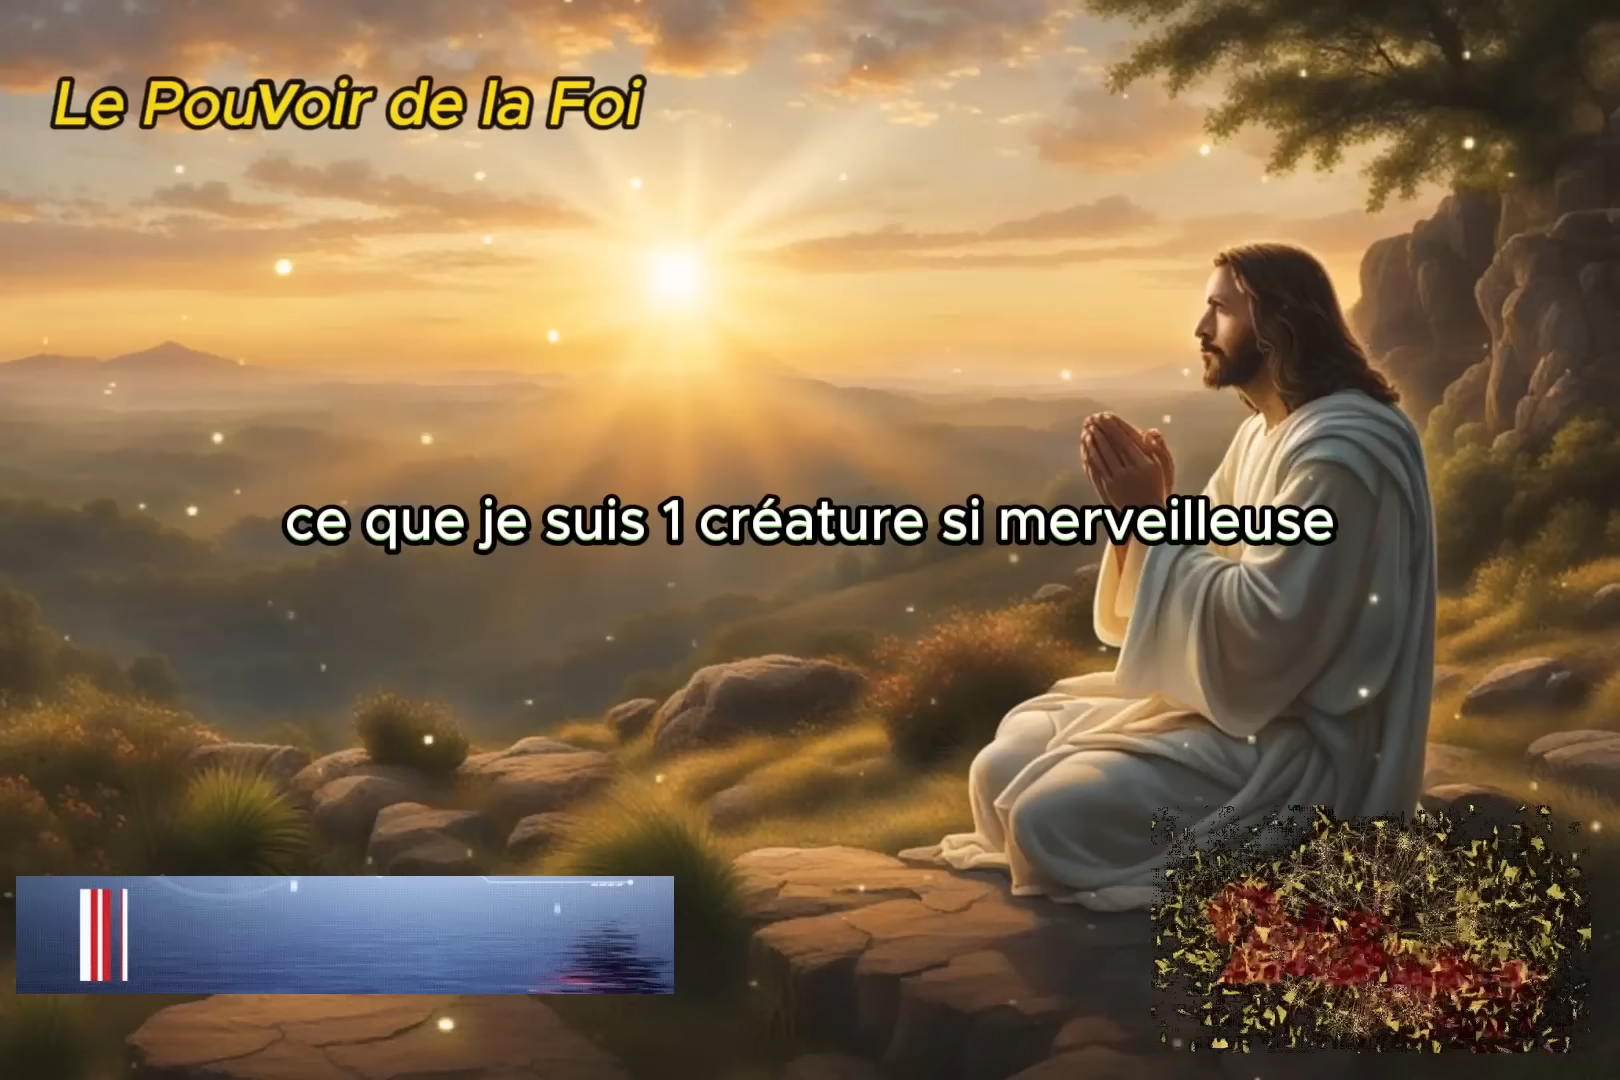 Le PouVoir de la Foi
ce que je suis 1 créature si merveilleuse